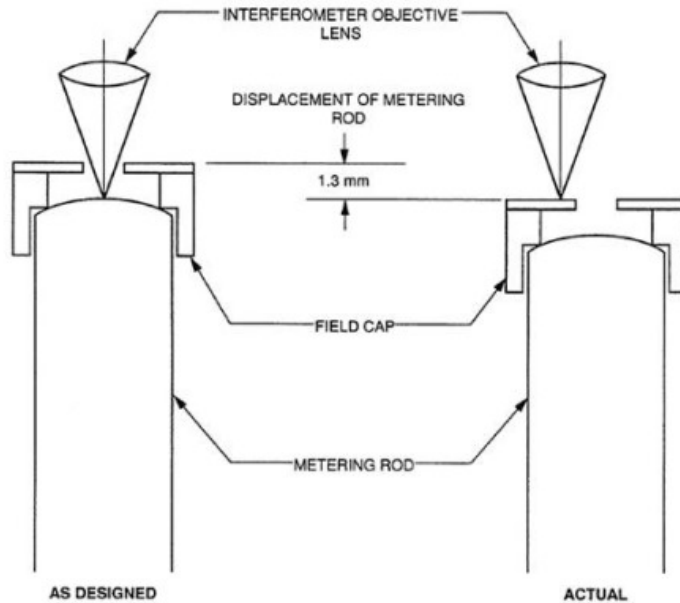 INTERFEROMETER OBJECTIVE
LENS
DISPLACEMENT OF METERING
ROD
1.3 mm
FIELD CAP
METERING ROD
AS DESIGNED
ACTUAL